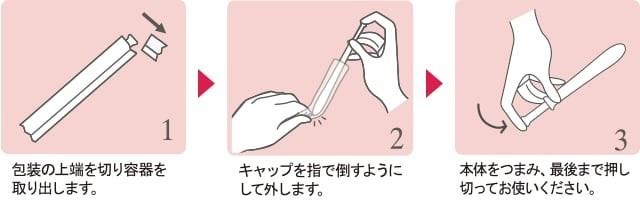 1
包装の上端を切り容器を
取り出します。
2
キャップを指で倒すように
して外します。
3
本体をつまみ、最後まで押し
切ってお使いください。